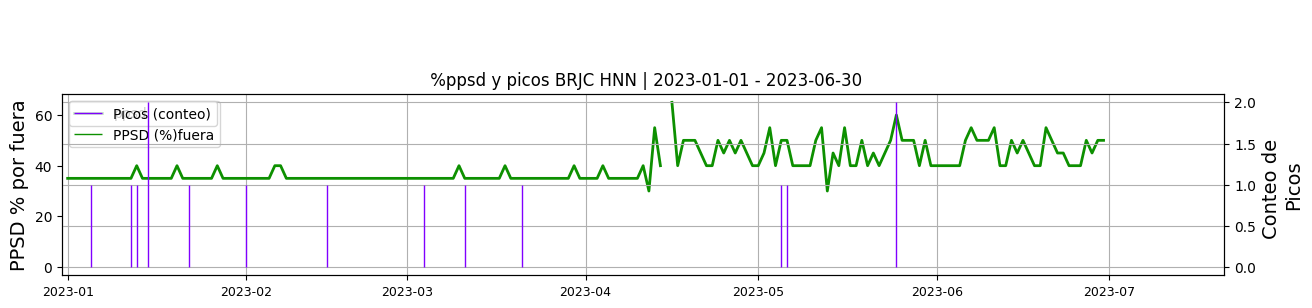 %ppsd y picos BRJC HNN | 2023-01-01 - 2023-06-30
PPSD % por fuera
60
40
20
0
Picos (conteo)
PPSD (%)fuera
2.0
1.5
1.0
0.5
0.0
Conteo de
Picos
2023-01
2023-02
2023-03
2023-04
2023-05
2023-06
2023-07